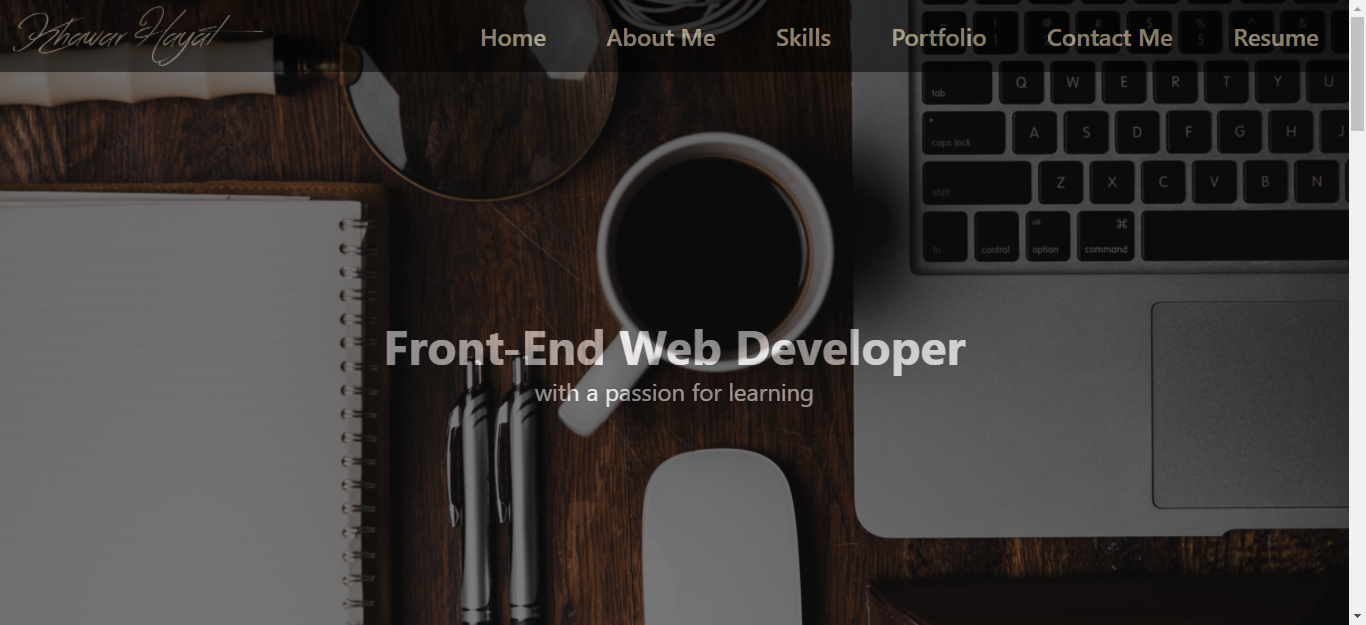 Khawar Hayat
Home About Me Skills Portfolio Contact Me Resume
tab Q W E R T Y U
caps lock A S D F G H J
shift Z X C V B N
fn control alt option ⌘ command
Front-End Web Developer
with a passion for learning